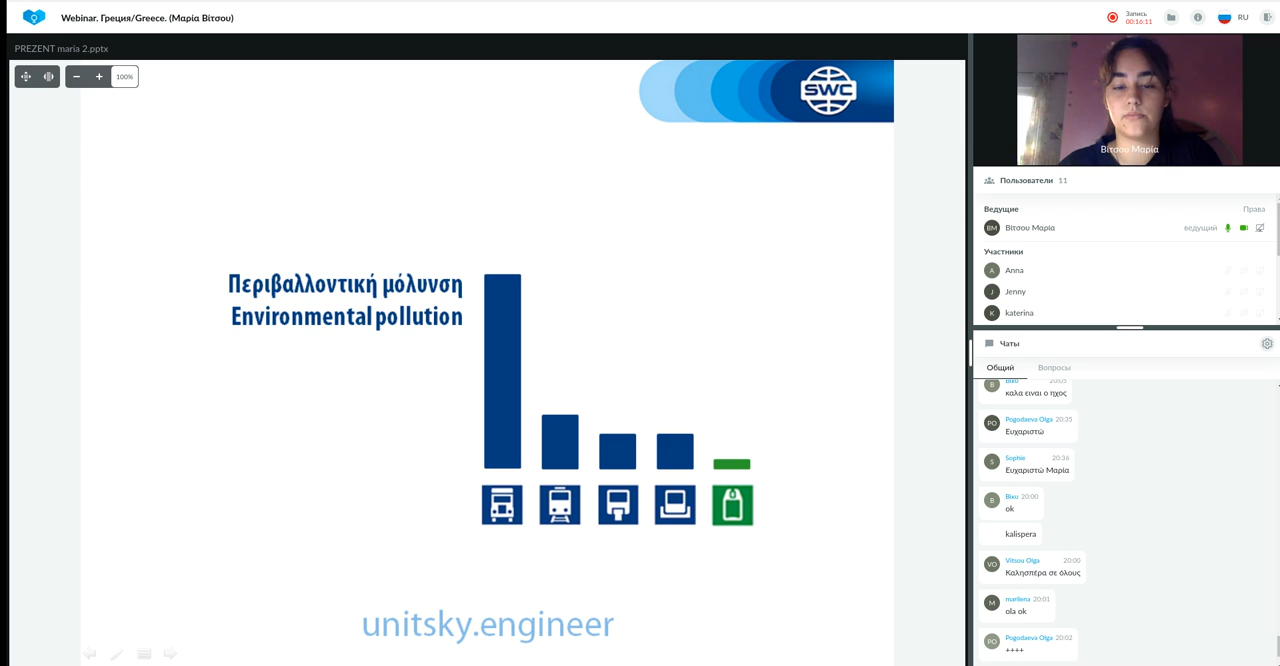 Webinar. Греция/Greece. (Μαρία Βίτσου)
Запись
00:16:11
RU
PREZENT maria 2.pptx
100%
SWC
Περιβαλλοντική μόλυνση
Environmental pollution
unitsky.engineer
Βίτσου Μαρία
Пользователи 11
Ведущие Права
ВМ Βίτσου Μαρία ведущий
Участники
A Anna
J Jenny
K katerina
Чаты
Общий Вопросы
καλα ειναι ο ηχος
PO Pogodaeva Olga 20:35
Ευχαριστώ
S Sophie 20:36
Ευχαριστώ Μαρία
B Βίκυ 20:00
ok
kalispera
VO Vitsou Olga 20:00
Καλησπέρα σε όλους
M marilena 20:01
ola ok
PO Pogodaeva Olga 20:02
++++